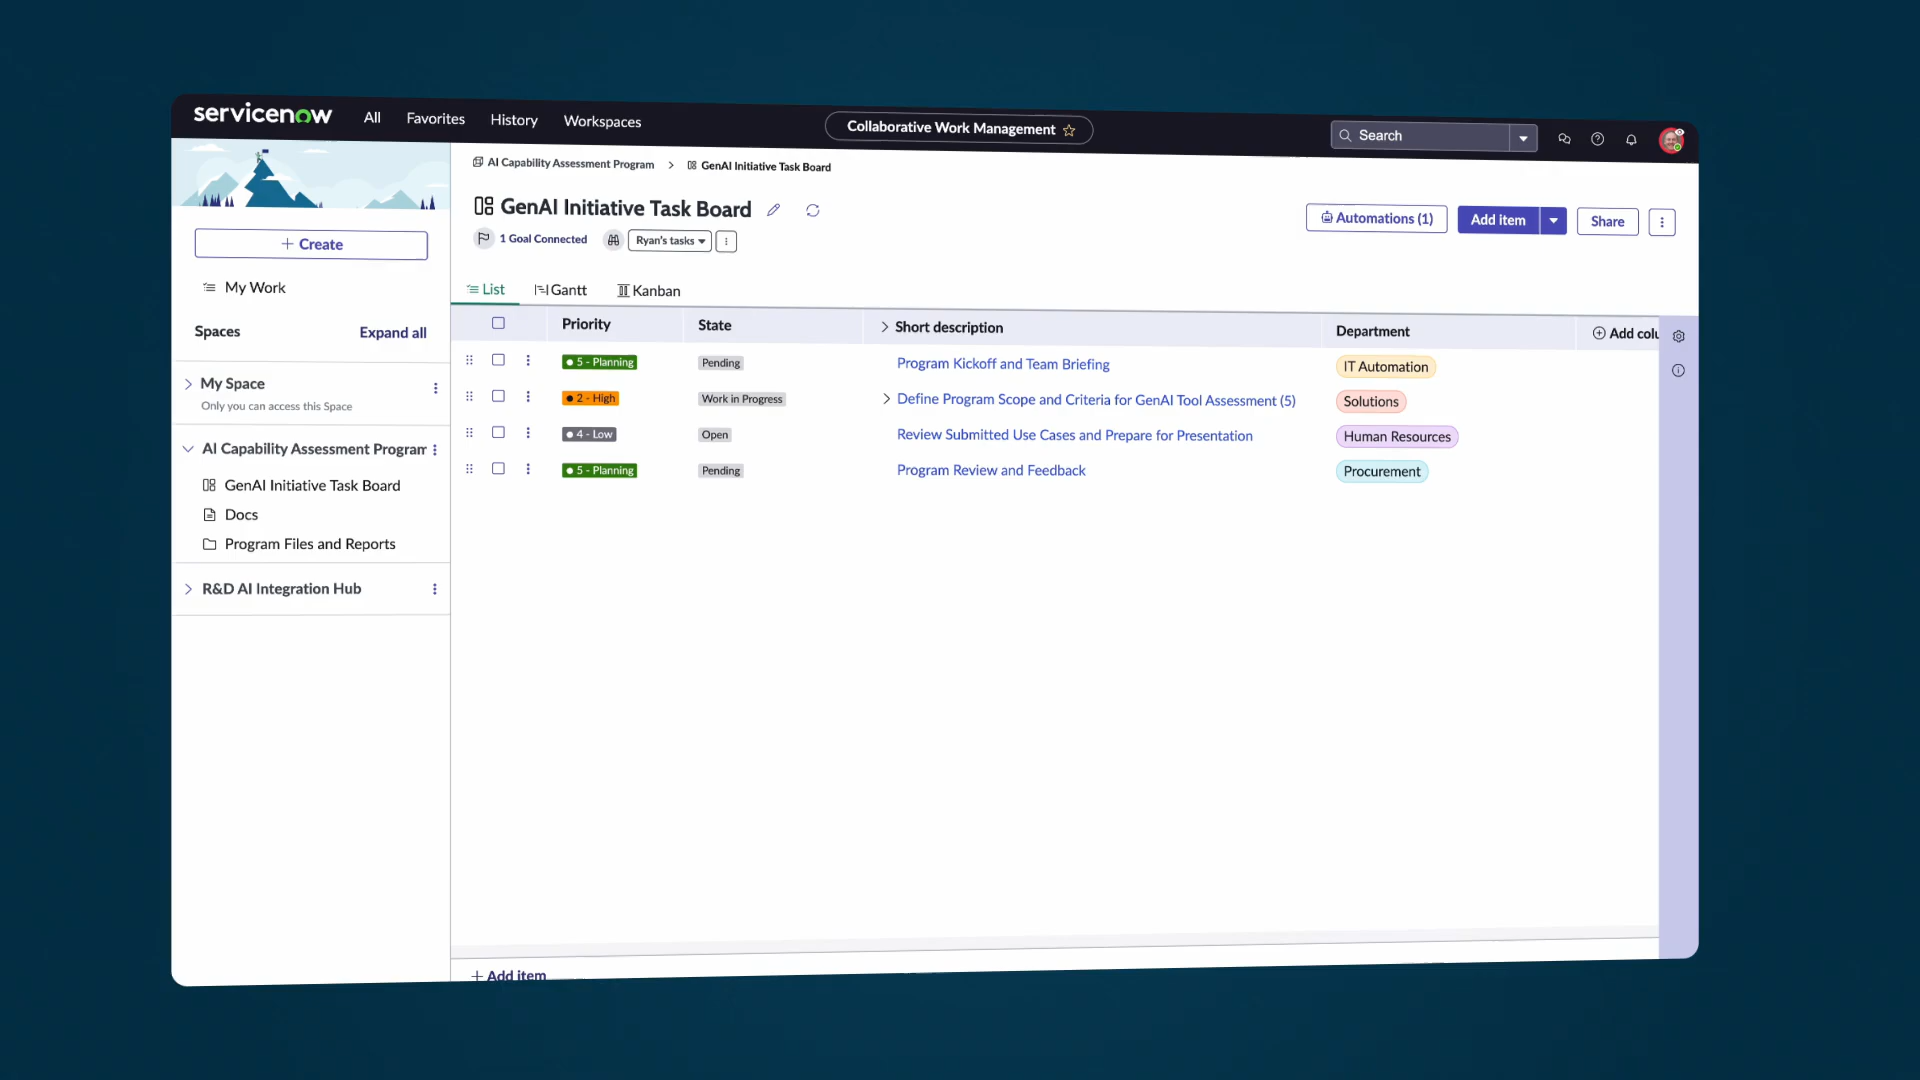 servicenow All Favorites History Workspaces Collaborative Work Management Search
AI Capability Assessment Program > GenAI Initiative Task Board
GenAI Initiative Task Board
1 Goal Connected Ryan's tasks
Automations (1) Add item Share
+ Create
My Work
Spaces Expand all
My Space
Only you can access this Space
AI Capability Assessment Program
GenAI Initiative Task Board
Docs
Program Files and Reports
R&D AI Integration Hub
List Gantt Kanban
Priority State Short description Department Add colu
5 - Planning Pending Program Kickoff and Team Briefing IT Automation
2 - High Work in Progress Define Program Scope and Criteria for GenAI Tool Assessment (5) Solutions
4 - Low Open Review Submitted Use Cases and Prepare for Presentation Human Resources
5 - Planning Pending Program Review and Feedback Procurement
+ Add item